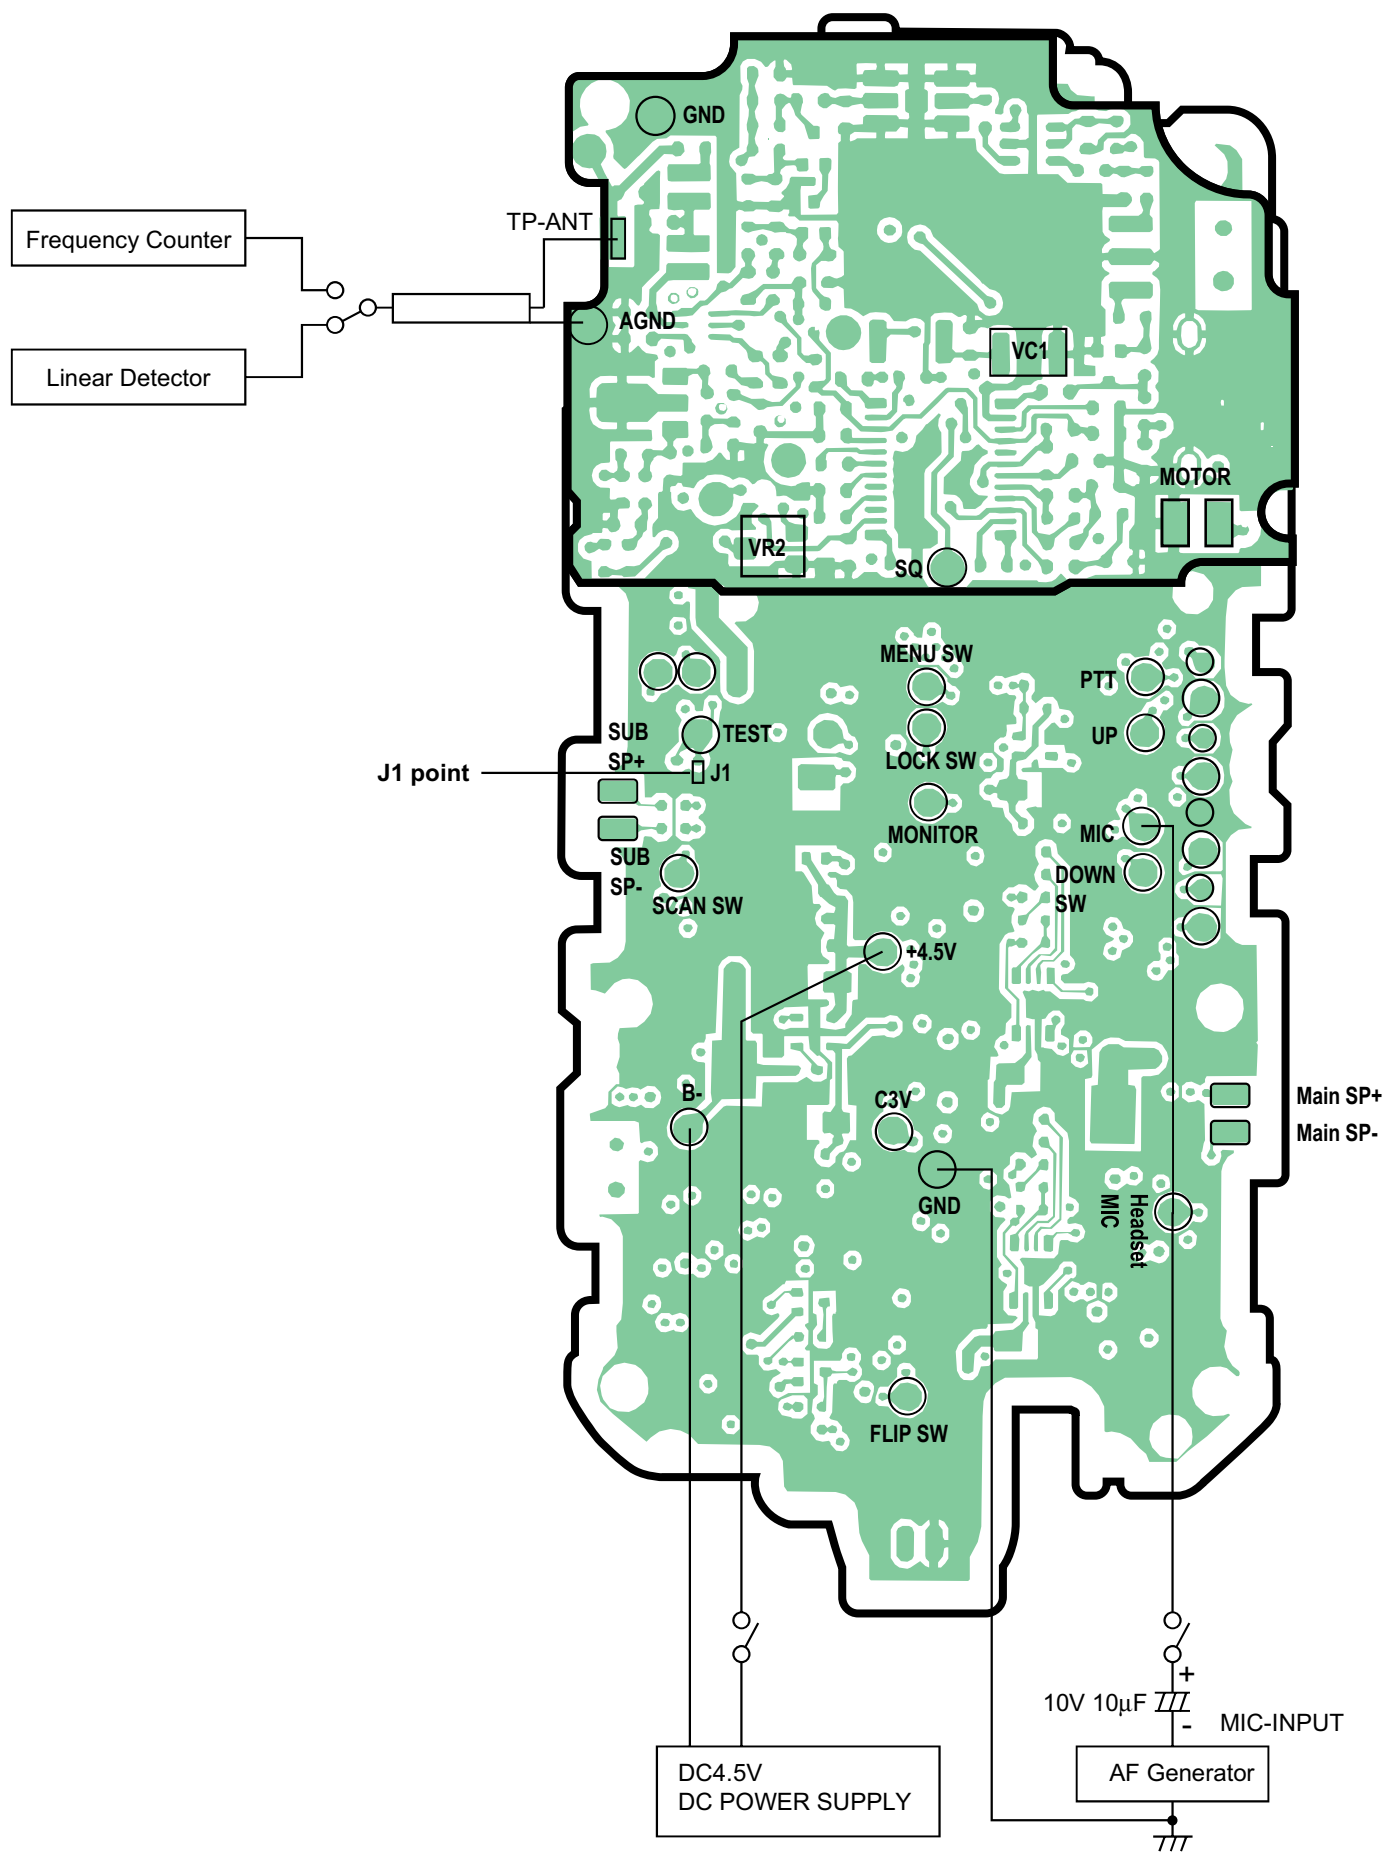 GND
TP-ANT
Frequency Counter
AGND
VC1
Linear Detector
MOTOR
VR2
SQ
MENU SW
PTT
SUB
SP+
TEST
UP
LOCK SW
J1 point
J1
MONITOR
MIC
SUB
SP-
DOWN
SW
SCAN SW
+4.5V
B-
C3V
Main SP+
Main SP-
GND
Headset
MIC
FLIP SW
+
10V 10µF
-
MIC-INPUT
DC4.5V
DC POWER SUPPLY
AF Generator